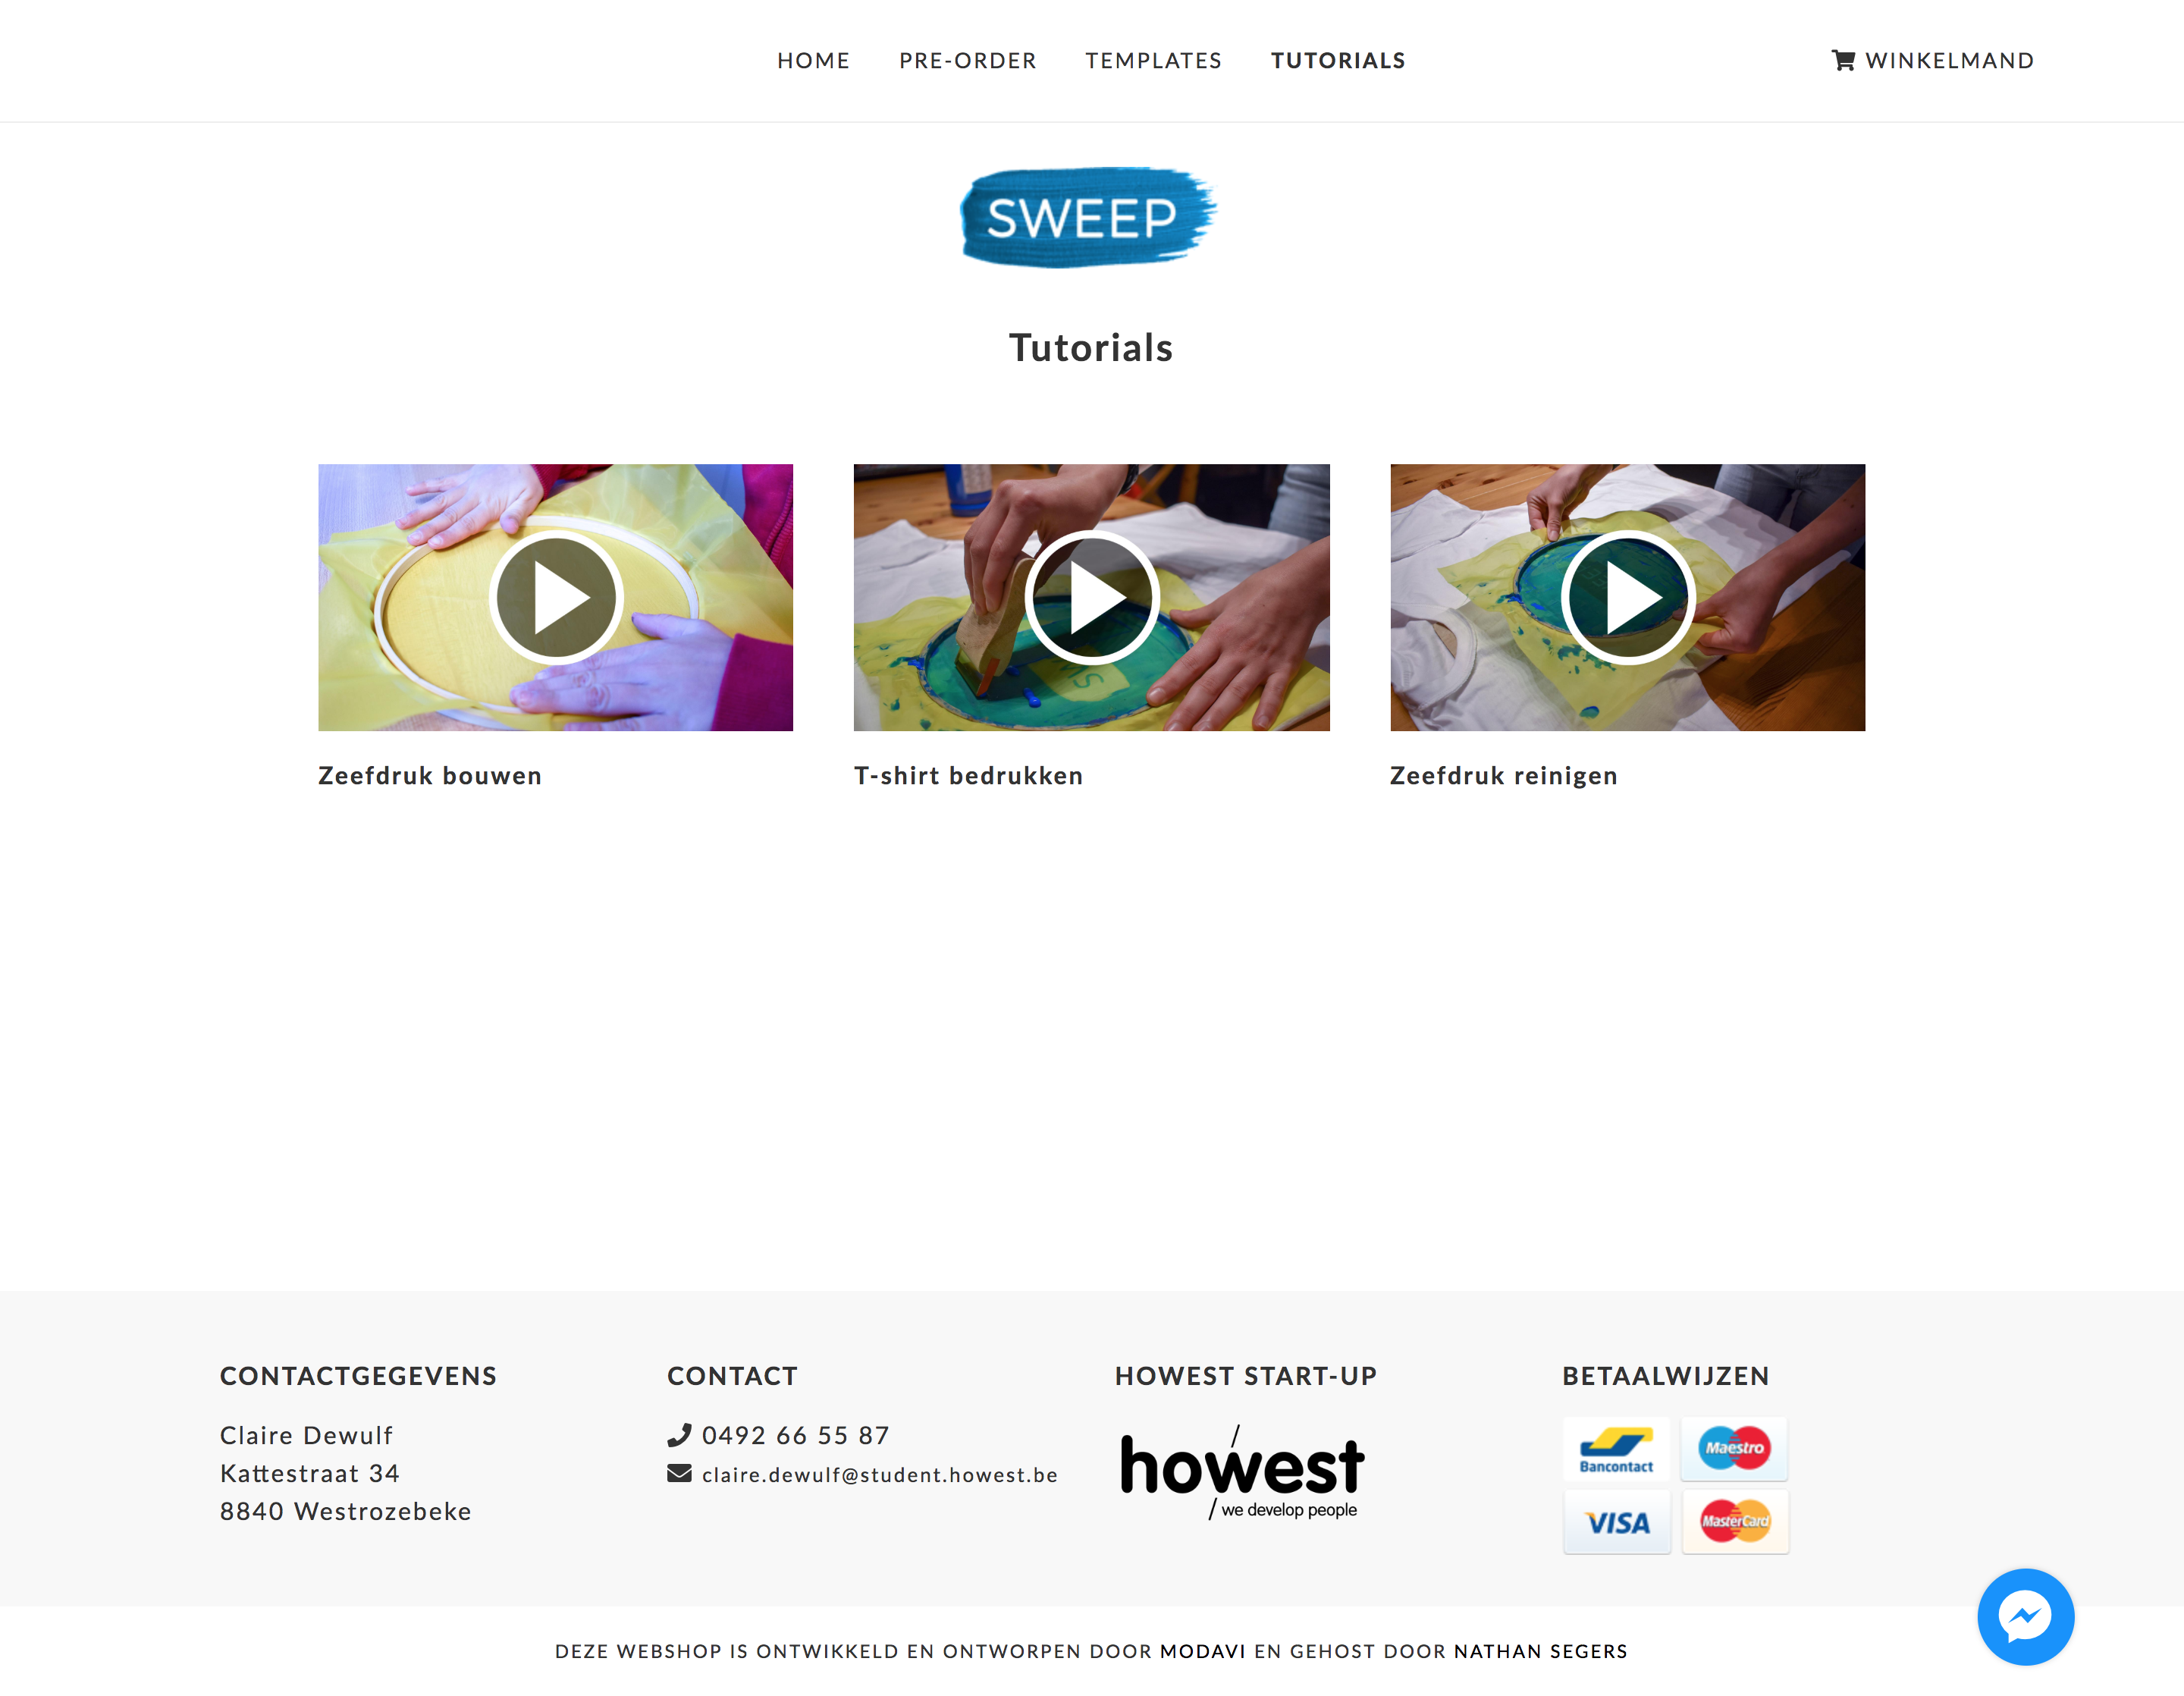 HOME PRE-ORDER TEMPLATES TUTORIALS WINKELMAND
SWEEP
Tutorials
Zeefdruk bouwen T-shirt bedrukken Zeefdruk reinigen
CONTACTGEGEVENS
Claire Dewulf
Kattestraat 34
8840 Westrozebeke
CONTACT
0492 66 55 87
claire.dewulf@student.howest.be
HOWEST START-UP
howest
we develop people
BETAALWIJZEN
Bancontact Maestro
VISA MasterCard
DEZE WEBSHOP IS ONTWIKKELD EN ONTWORPEN DOOR MODAVI EN GEHOST DOOR NATHAN SEGERS